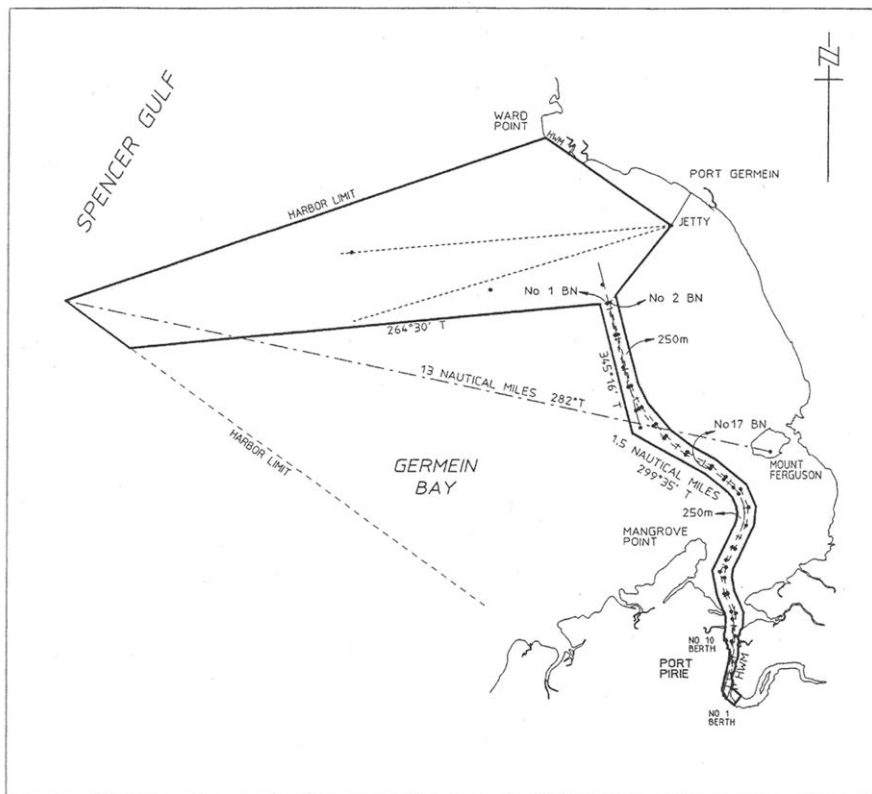 N
SPENCER GULF
WARD
POINT
HWM
PORT GERMEIN
HARBOR LIMIT
JETTY
No 1 BN
No 2 BN
264°30' T
250m
345°16' T
13 NAUTICAL MILES 282°T
No17 BN
HARBOR LIMIT
1.5 NAUTICAL MILES
299°35' T
MOUNT
FERGUSON
GERMEIN
BAY
250m
MANGROVE
POINT
NO 10
BERTH
PORT
PIRIE
HWM
NO 1
BERTH